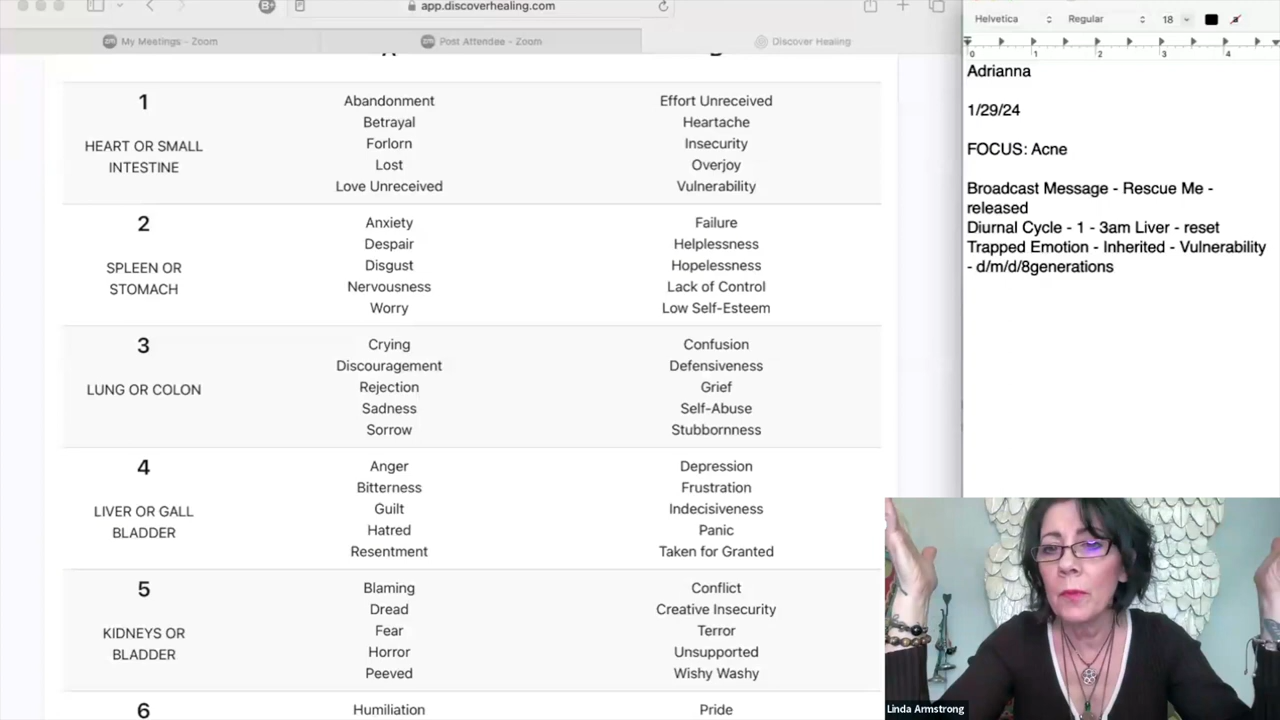 app.discoverhealing.com
My Meetings - Zoom
Post Attendee - Zoom
Discover Healing
1
HEART OR SMALL
INTESTINE
Abandonment
Betrayal
Forlorn
Lost
Love Unreceived
Effort Unreceived
Heartache
Insecurity
Overjoy
Vulnerability
2
SPLEEN OR
STOMACH
Anxiety
Despair
Disgust
Nervousness
Worry
Failure
Helplessness
Hopelessness
Lack of Control
Low Self-Esteem
3
LUNG OR COLON
Crying
Discouragement
Rejection
Sadness
Sorrow
Confusion
Defensiveness
Grief
Self-Abuse
Stubbornness
4
LIVER OR GALL
BLADDER
Anger
Bitterness
Guilt
Hatred
Resentment
Depression
Frustration
Indecisiveness
Panic
Taken for Granted
5
KIDNEYS OR
BLADDER
Blaming
Dread
Fear
Horror
Peeved
Conflict
Creative Insecurity
Terror
Unsupported
Wishy Washy
6
Humiliation
Pride
Helvetica
Regular
18
0 1 2 3 4
Adrianna
1/29/24
FOCUS: Acne
Broadcast Message - Rescue Me -
released
Diurnal Cycle - 1 - 3am Liver - reset
Trapped Emotion - Inherited - Vulnerability
- d/m/d/8generations
Linda Armstrong